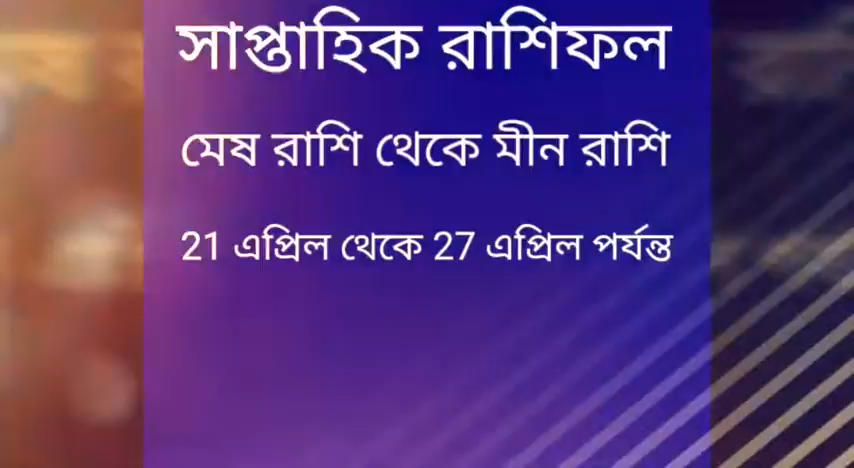 সাপ্তাহিক রাশিফল
মেষ রাশি থেকে মীন রাশি
21 এপ্রিল থেকে 27 এপ্রিল পর্যন্ত